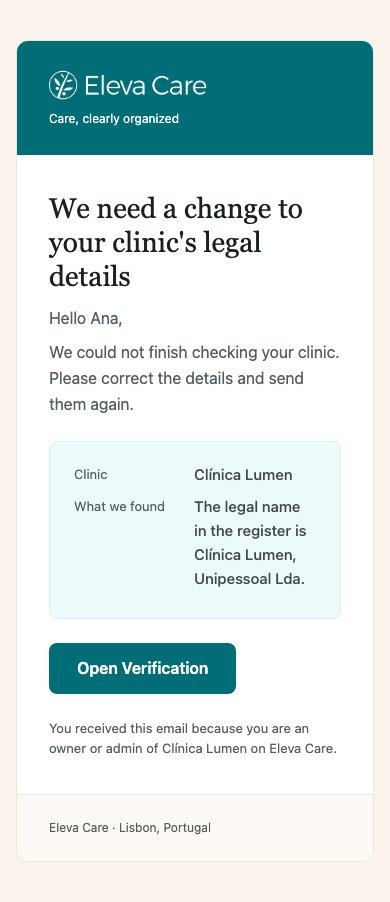 Eleva Care
Care, clearly organized
We need a change to
your clinic's legal
details
Hello Ana,
We could not finish checking your clinic.
Please correct the details and send
them again.
Clinic Clínica Lumen
What we found The legal name
in the register is
Clínica Lumen,
Unipessoal Lda.
Open Verification
You received this email because you are an
owner or admin of Clínica Lumen on Eleva Care.
Eleva Care · Lisbon, Portugal